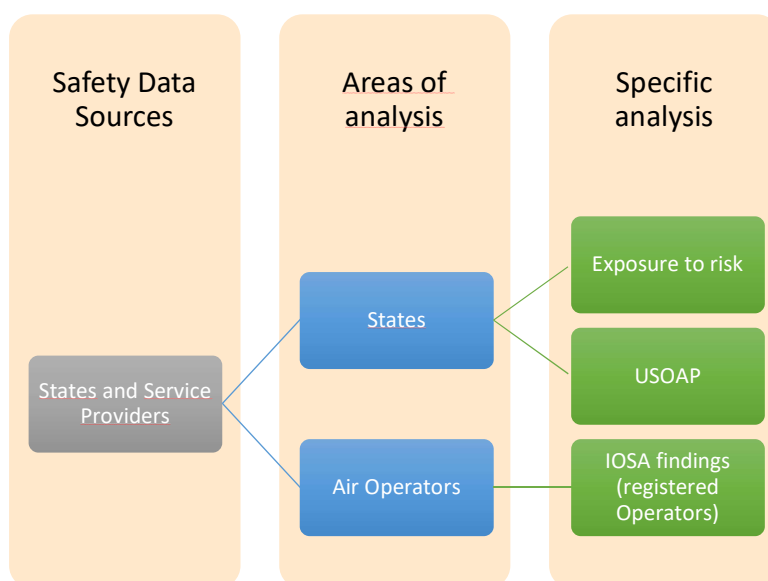 Safety Data
Sources
Areas of
analysis
Specific
analysis
States and Service
Providers
States
Air Operators
Exposure to risk
USOAP
IOSA findings
(registered
Operators)